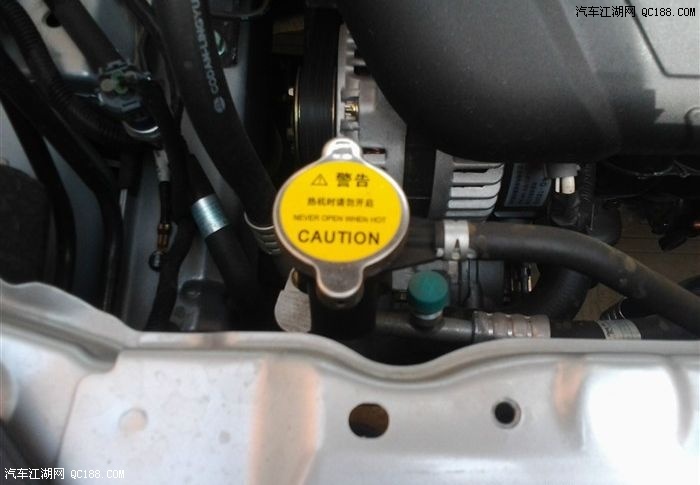 汽车江湖网 QC188.COM
⚠ 警告
热机时请勿开启
NEVER OPEN WHEN HOT
CAUTION
汽车江湖网 QC188.COM